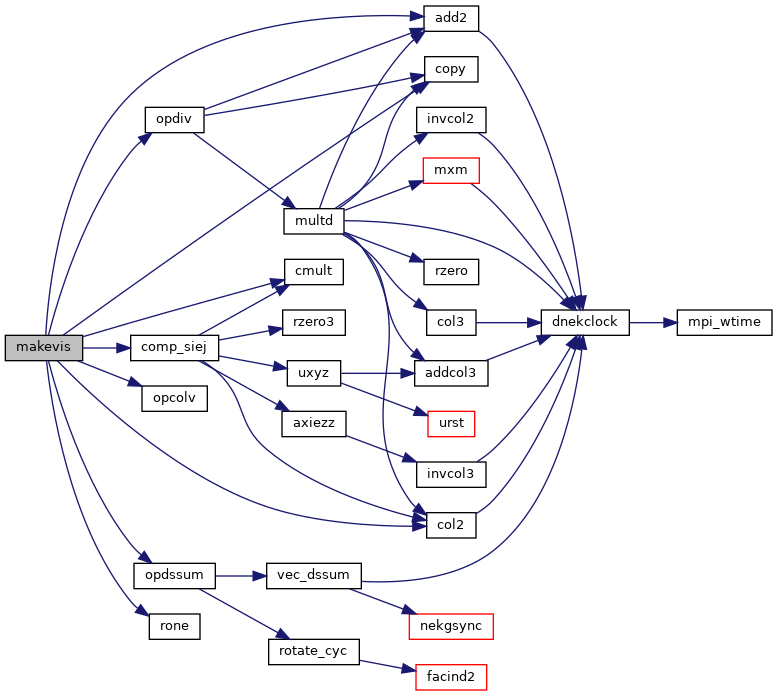 add2
copy
opdiv
invcol2
mxm
multd
cmult
rzero
rzero3
col3
dnekclock
mpi_wtime
makevis
comp_siej
uxyz
addcol3
opcolv
axiezz
urst
invcol3
col2
opdssum
vec_dssum
rone
nekgsync
rotate_cyc
facind2